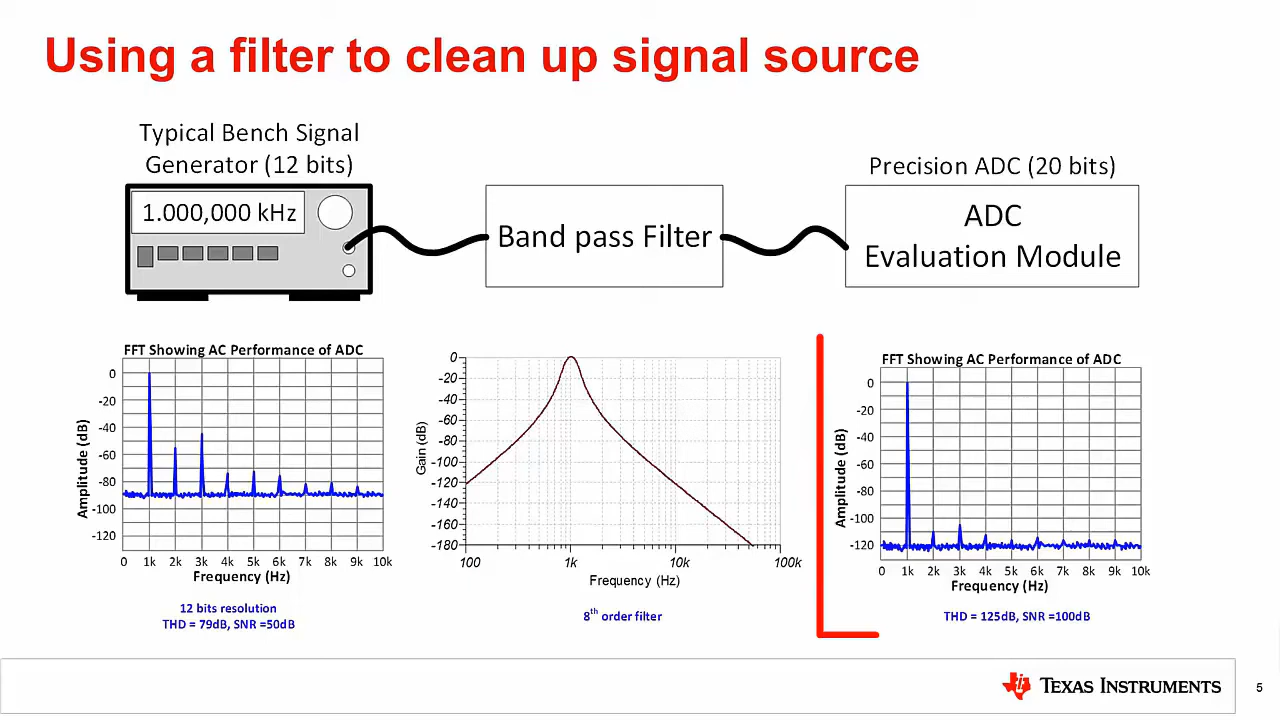 Using a filter to clean up signal source
Typical Bench Signal
Generator (12 bits)
1.000,000 kHz
Band pass Filter
Precision ADC (20 bits)
ADC
Evaluation Module
FFT Showing AC Performance of ADC
Amplitude (dB)
0
-20
-40
-60
-80
-100
-120
0 1k 2k 3k 4k 5k 6k 7k 8k 9k 10k
Frequency (Hz)
12 bits resolution
THD = 79dB, SNR =50dB
Gain (dB)
0
-20
-40
-60
-80
-100
-120
-140
-160
-180
100 1k 10k 100k
Frequency (Hz)
8th order filter
FFT Showing AC Performance of ADC
Amplitude (dB)
0
-20
-40
-60
-80
-100
-120
0 1k 2k 3k 4k 5k 6k 7k 8k 9k 10k
Frequency (Hz)
THD = 125dB, SNR =100dB
TEXAS INSTRUMENTS
5